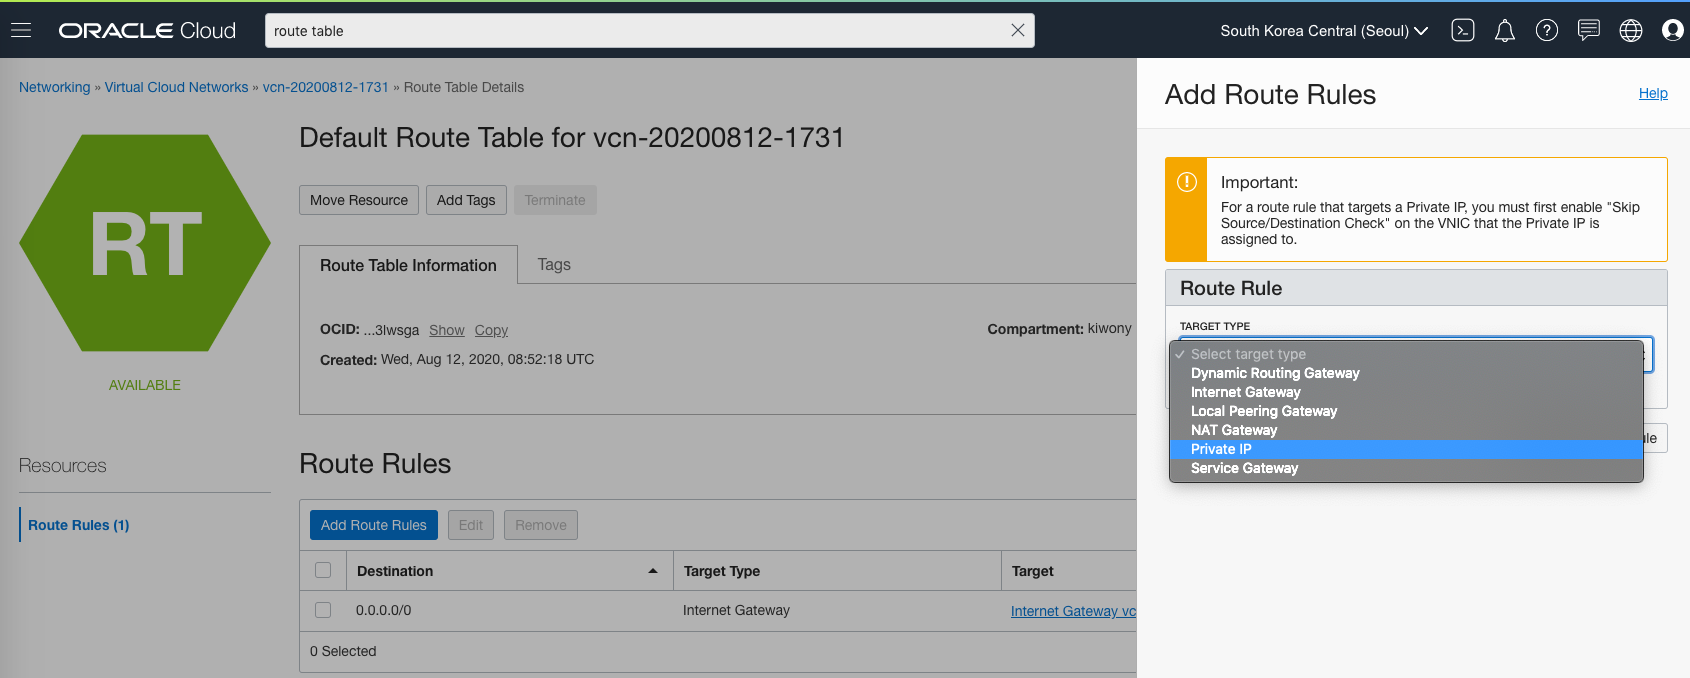 ORACLE Cloud
route table
South Korea Central (Seoul)
Networking » Virtual Cloud Networks » vcn-20200812-1731 » Route Table Details
RT
AVAILABLE
Default Route Table for vcn-20200812-1731
Move Resource
Add Tags
Terminate
Route Table Information
Tags
OCID: ...3lwsga Show Copy
Compartment: kiwony
Created: Wed, Aug 12, 2020, 08:52:18 UTC
Resources
Route Rules (1)
Route Rules
Add Route Rules
Edit
Remove
Destination
Target Type
Target
0.0.0.0/0
Internet Gateway
Internet Gateway vc
0 Selected
Add Route Rules
Help
Important:
For a route rule that targets a Private IP, you must first enable "Skip
Source/Destination Check" on the VNIC that the Private IP is
assigned to.
Route Rule
TARGET TYPE
✓ Select target type
Dynamic Routing Gateway
Internet Gateway
Local Peering Gateway
NAT Gateway
Private IP
Service Gateway